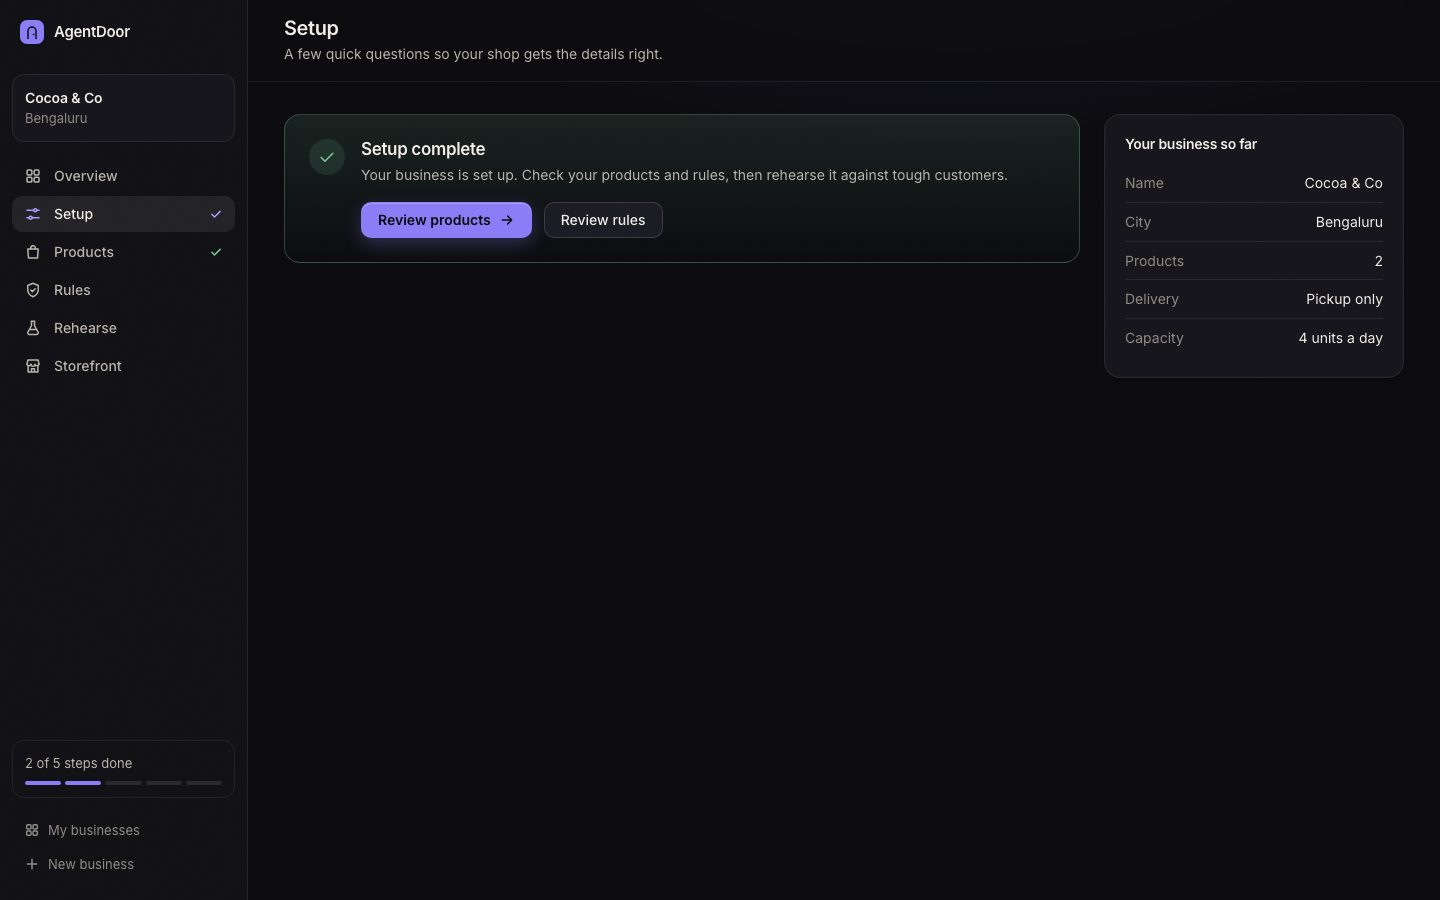 AgentDoor
Cocoa & Co
Bengaluru
Overview
Setup
Products
Rules
Rehearse
Storefront
2 of 5 steps done
My businesses
New business
Setup
A few quick questions so your shop gets the details right.
Setup complete
Your business is set up. Check your products and rules, then rehearse it against tough customers.
Review products
Review rules
Your business so far
Name Cocoa & Co
City Bengaluru
Products 2
Delivery Pickup only
Capacity 4 units a day